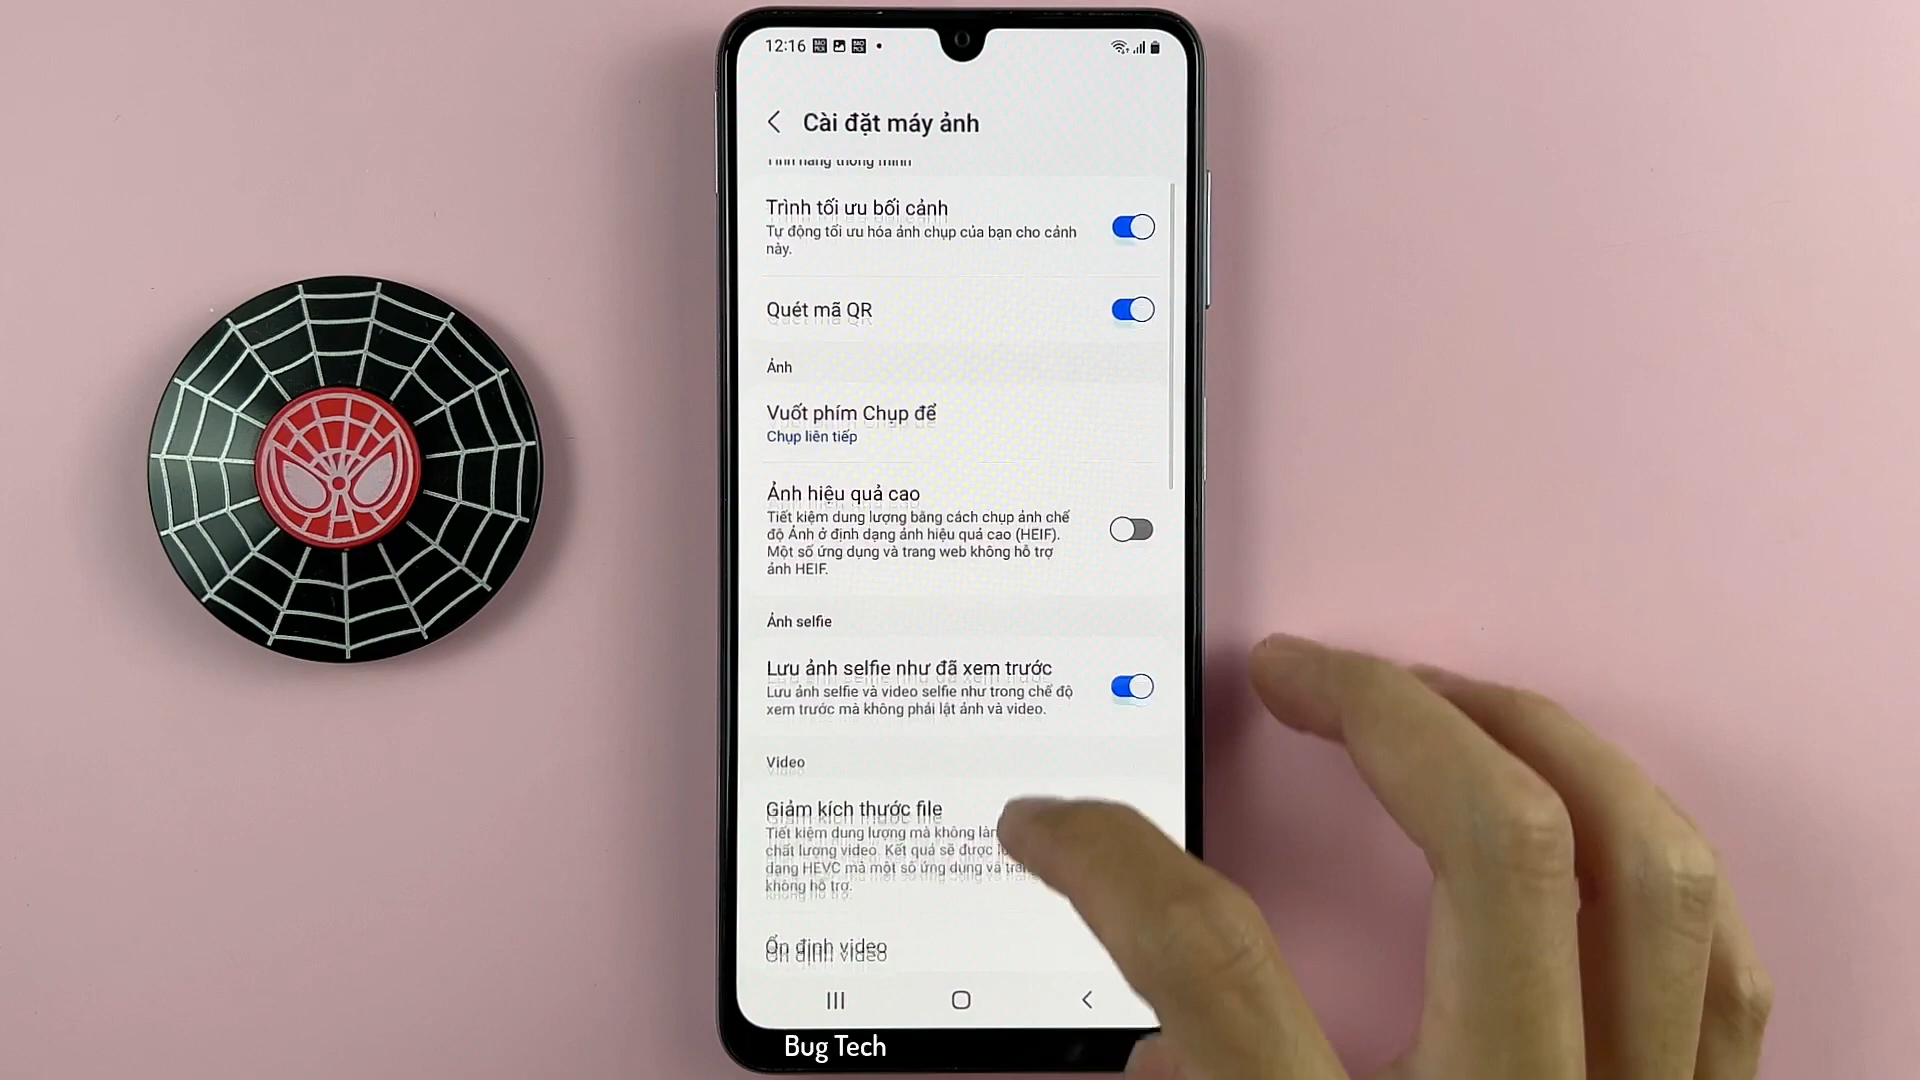 12:16
Cài đặt máy ảnh
Tính năng thông minh
Trình tối ưu bối cảnh
Tự động tối ưu hóa ảnh chụp của bạn cho cảnh
này.
Quét mã QR
Ảnh
Vuốt phím Chụp để
Chụp liên tiếp
Ảnh hiệu quả cao
Tiết kiệm dung lượng bằng cách chụp ảnh chế
độ Ảnh ở định dạng ảnh hiệu quả cao (HEIF).
Một số ứng dụng và trang web không hỗ trợ
ảnh HEIF.
Ảnh selfie
Lưu ảnh selfie như đã xem trước
Lưu ảnh selfie và video selfie như trong chế độ
xem trước mà không phải lật ảnh và video.
Video
Giảm kích thước file
Tiết kiệm dung lượng mà không làm
chất lượng video. Kết quả sẽ được
dạng HEVC mà một số ứng dụng và
không hỗ trợ.
Ổn định video
Bug Tech